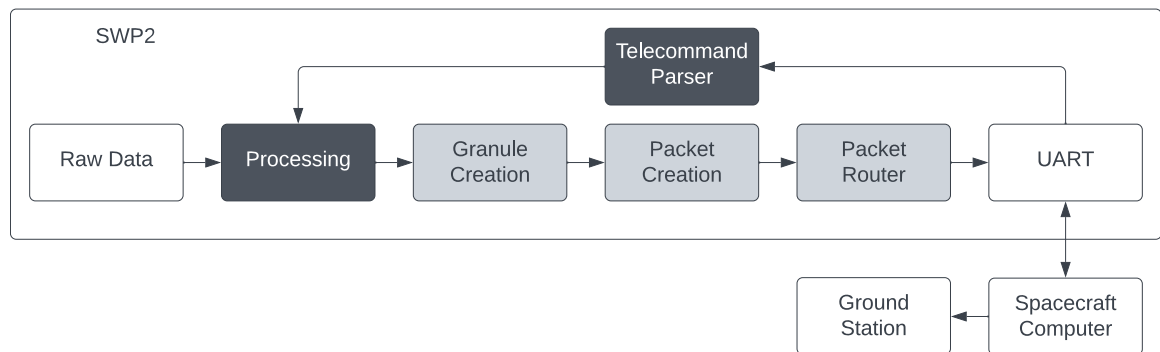 SWP2
Telecommand
Parser
Raw Data
Processing
Granule
Creation
Packet
Creation
Packet
Router
UART
Ground
Station
Spacecraft
Computer